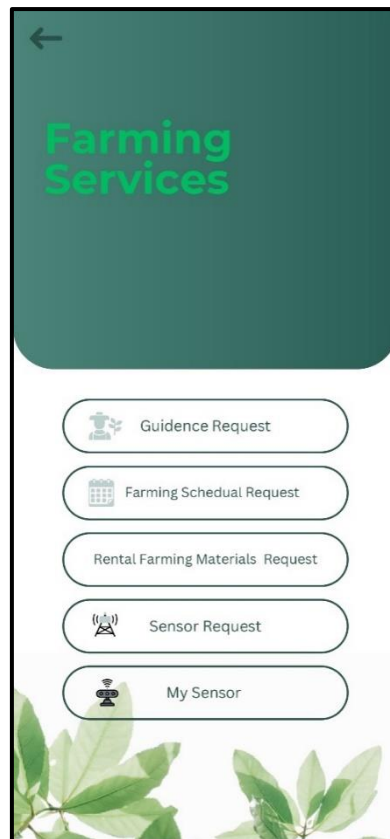 Farming
Services
Guidence Request
Farming Schedual Request
Rental Farming Materials Request
Sensor Request
My Sensor